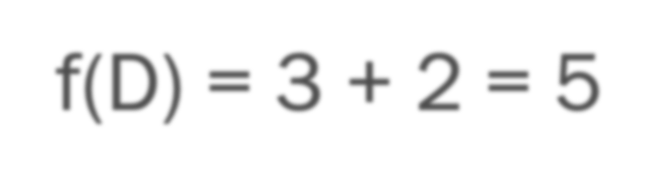 f(D) = 3 + 2 = 5